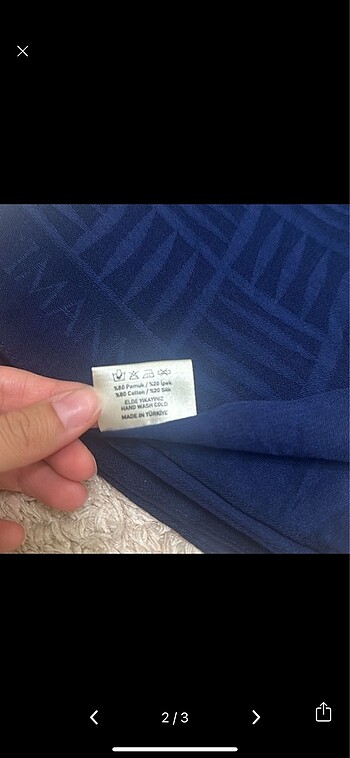 %80 Pamuk / %20 İpek
%80 Cotton / %20 Silk
ELDE YIKAYINIZ
HAND WASH COLD
MADE IN TÜRKİYE
2/3